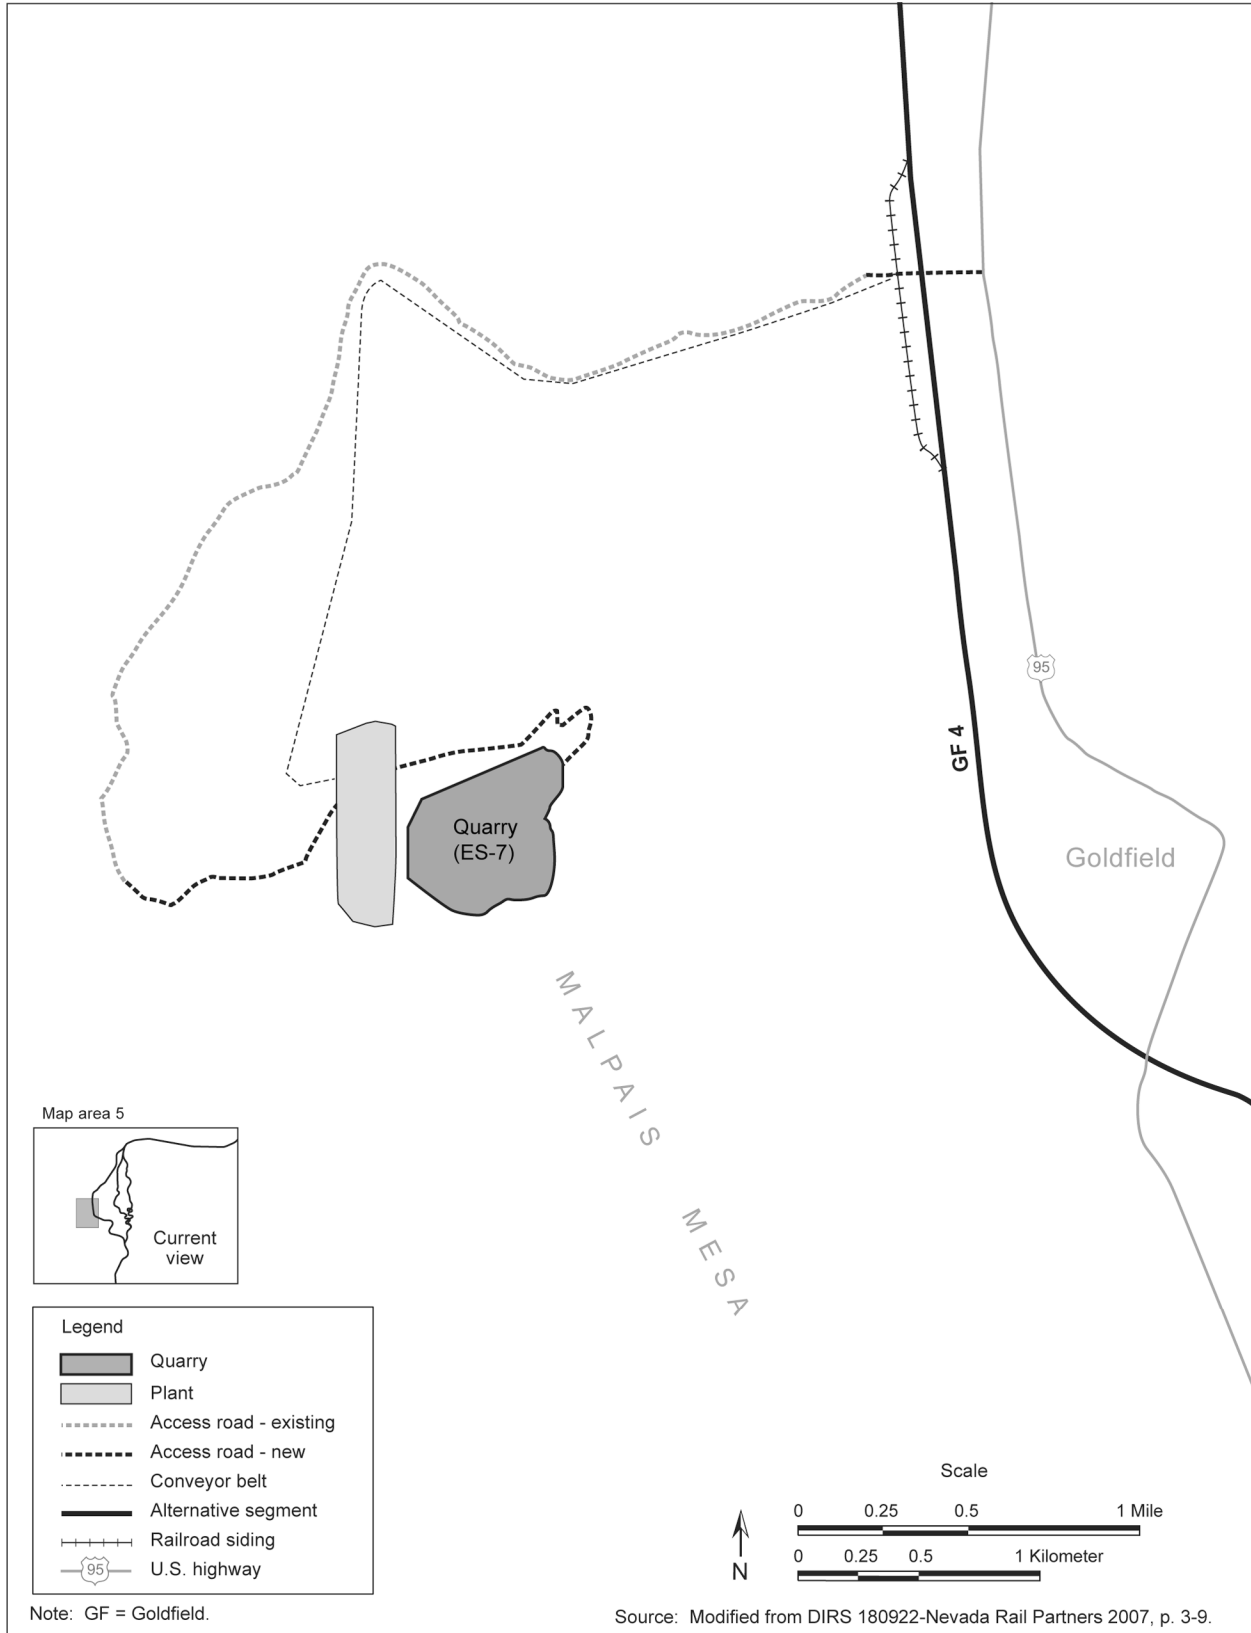 95
GF 4
Quarry
(ES-7)
Goldfield
MALPAIS MESA
Map area 5
Current
view
Legend
Quarry
Plant
Access road - existing
Access road - new
Conveyor belt
Alternative segment
Railroad siding
95 U.S. highway
Scale
0 0.25 0.5 1 Mile
0 0.25 0.5 1 Kilometer
N
Note: GF = Goldfield.
Source: Modified from DIRS 180922-Nevada Rail Partners 2007, p. 3-9.